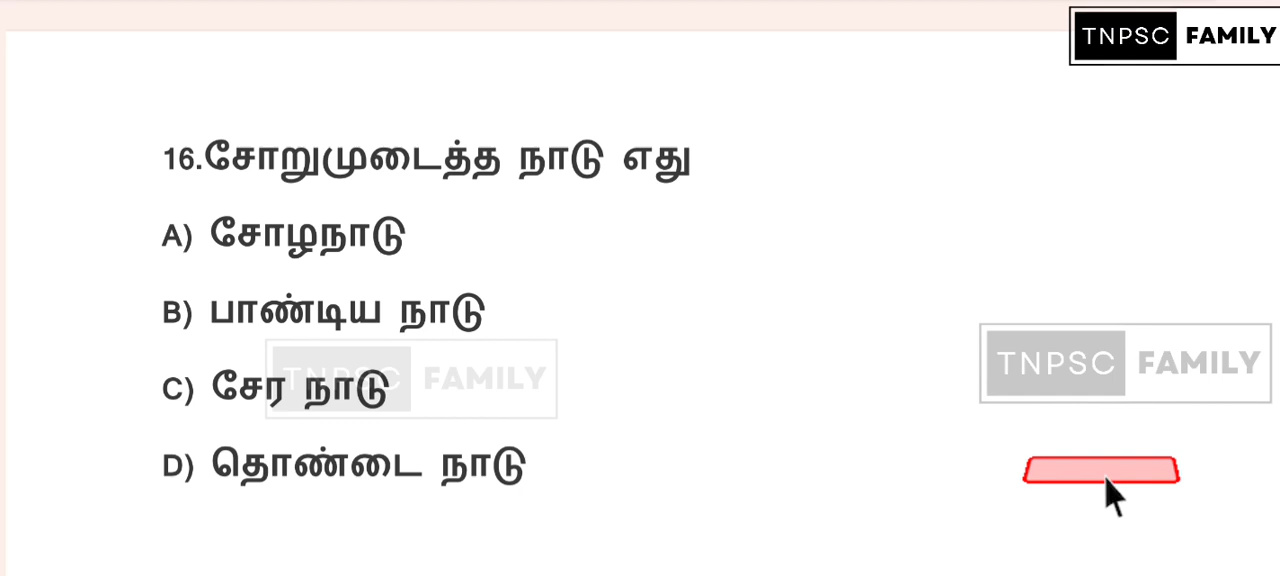 TNPSC FAMILY
16.சோறுமுடைத்த நாடு எது
A) சோழநாடு
B) பாண்டிய நாடு
TNPSC FAMILY
C) சேர நாடு
TNPSC FAMILY
D) தொண்டை நாடு